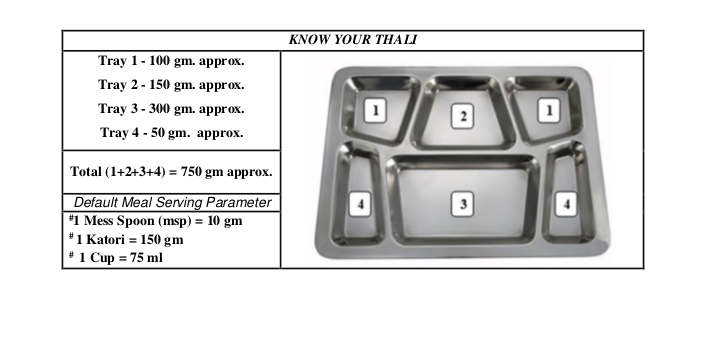 KNOW YOUR THALI
Tray 1 - 100 gm. approx.
Tray 2 - 150 gm. approx.
Tray 3 - 300 gm. approx.
Tray 4 - 50 gm. approx.
Total (1+2+3+4) = 750 gm approx.
Default Meal Serving Parameter
#1 Mess Spoon (msp) = 10 gm
# 1 Katori = 150 gm
# 1 Cup = 75 ml
1 2 1
4 3 4